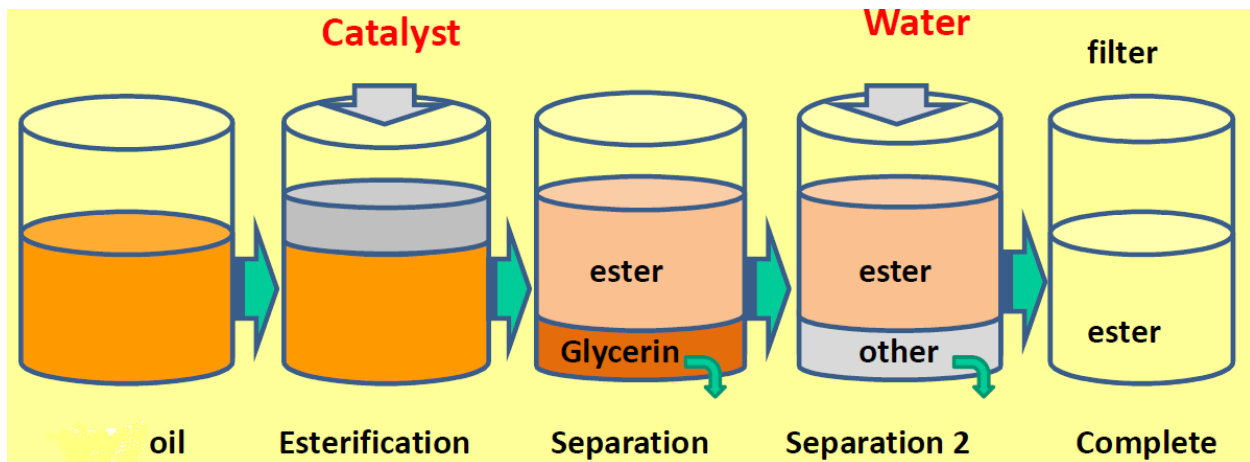 Catalyst
Water
filter
ester
ester
ester
Glycerin
other
oil
Esterification
Separation
Separation 2
Complete